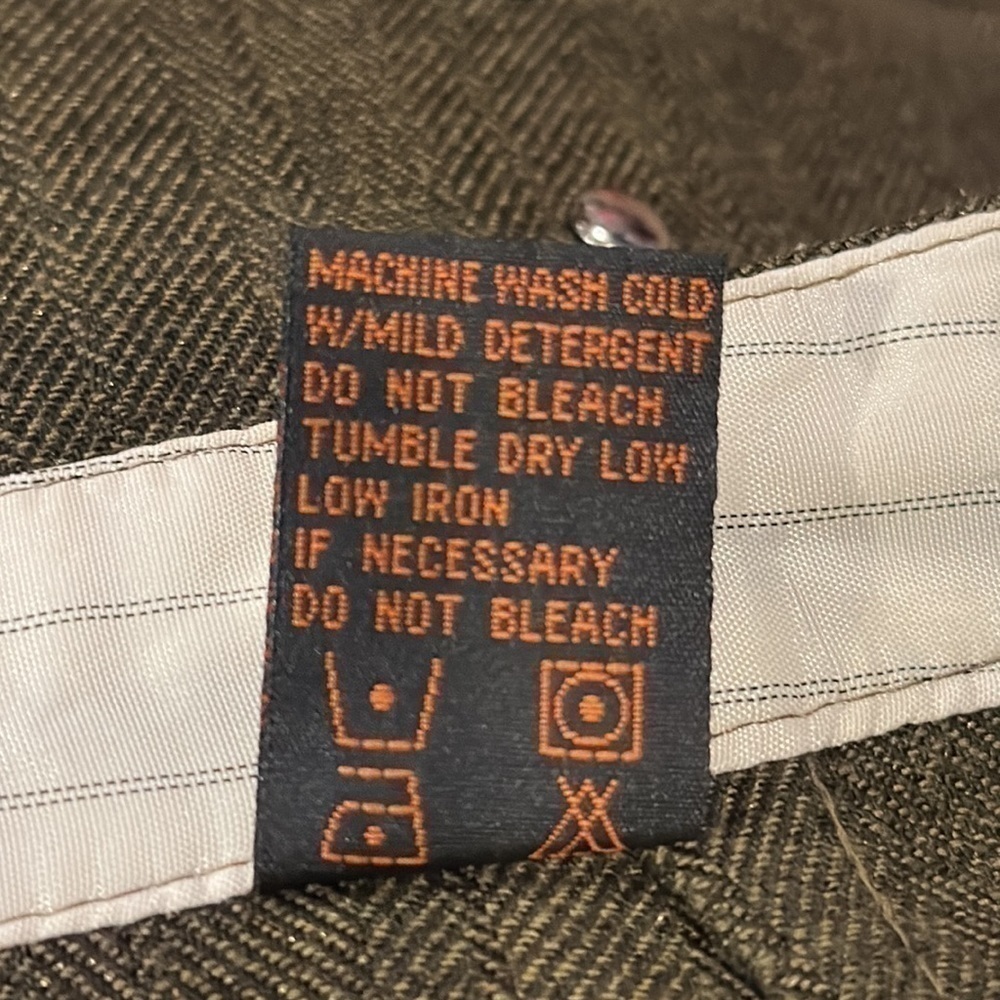 MACHINE WASH COLD
W/MILD DETERGENT
DO NOT BLEACH
TUMBLE DRY LOW
LOW IRON
IF NECESSARY
DO NOT BLEACH